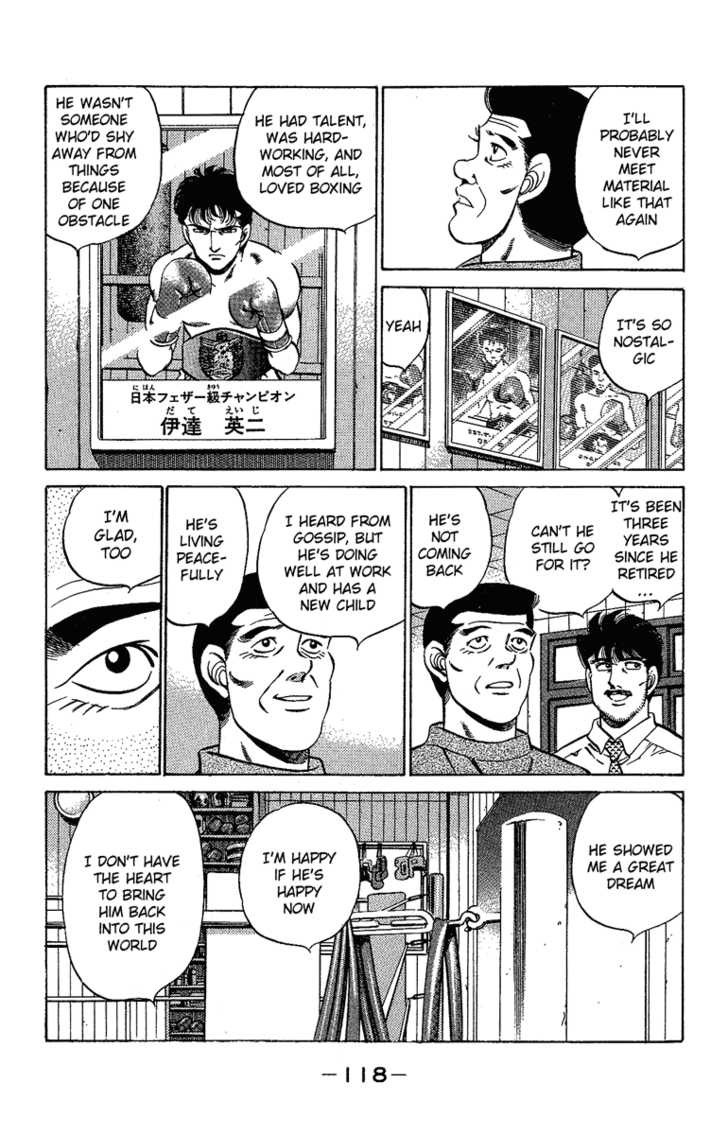 I'LL
PROBABLY
NEVER
MEET
MATERIAL
LIKE THAT
AGAIN
HE HAD TALENT,
WAS HARD-
WORKING, AND
MOST OF ALL,
LOVED BOXING
HE WASN'T
SOMEONE
WHO'D SHY
AWAY FROM
THINGS
BECAUSE
OF ONE
OBSTACLE
にほん きゅう
日本フェザー級チャンピオン
だて えいじ
伊達 英二
IT'S SO
NOSTAL-
GIC
YEAH
IT'S BEEN
THREE
YEARS
SINCE HE
RETIRED
...
CAN'T HE
STILL GO
FOR IT?
HE'S
NOT
COMING
BACK
I HEARD FROM
GOSSIP, BUT
HE'S DOING
WELL AT WORK
AND HAS A
NEW CHILD
HE'S
LIVING
PEACE-
FULLY
I'M
GLAD,
TOO
HE SHOWED
ME A GREAT
DREAM
I'M HAPPY
IF HE'S
HAPPY
NOW
I DON'T HAVE
THE HEART
TO BRING
HIM BACK
INTO THIS
WORLD
-118-